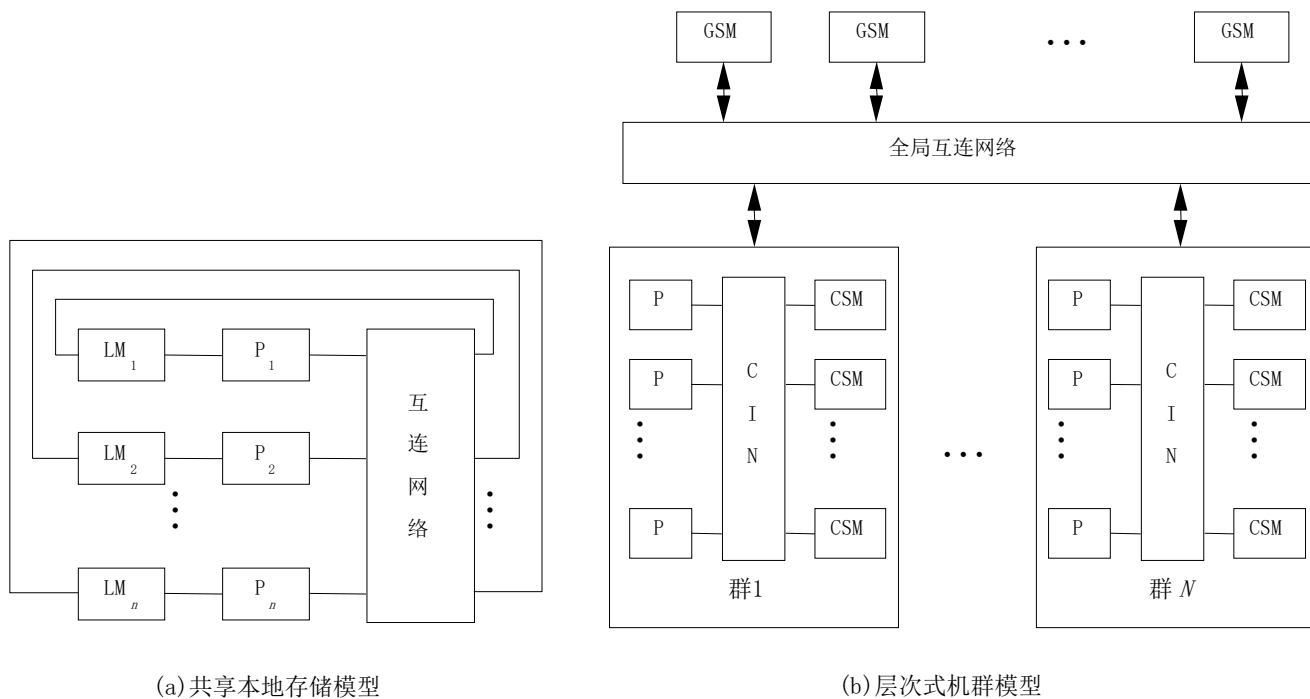 GSM GSM ··· GSM
全局互连网络
LM1 P1
LM2 P2
LMn Pn
互连网络
P CSM
P CSM
P CSM
CIN
群1
···
P CSM
P CSM
P CSM
CIN
群 N
(a)共享本地存储模型
(b)层次式机群模型